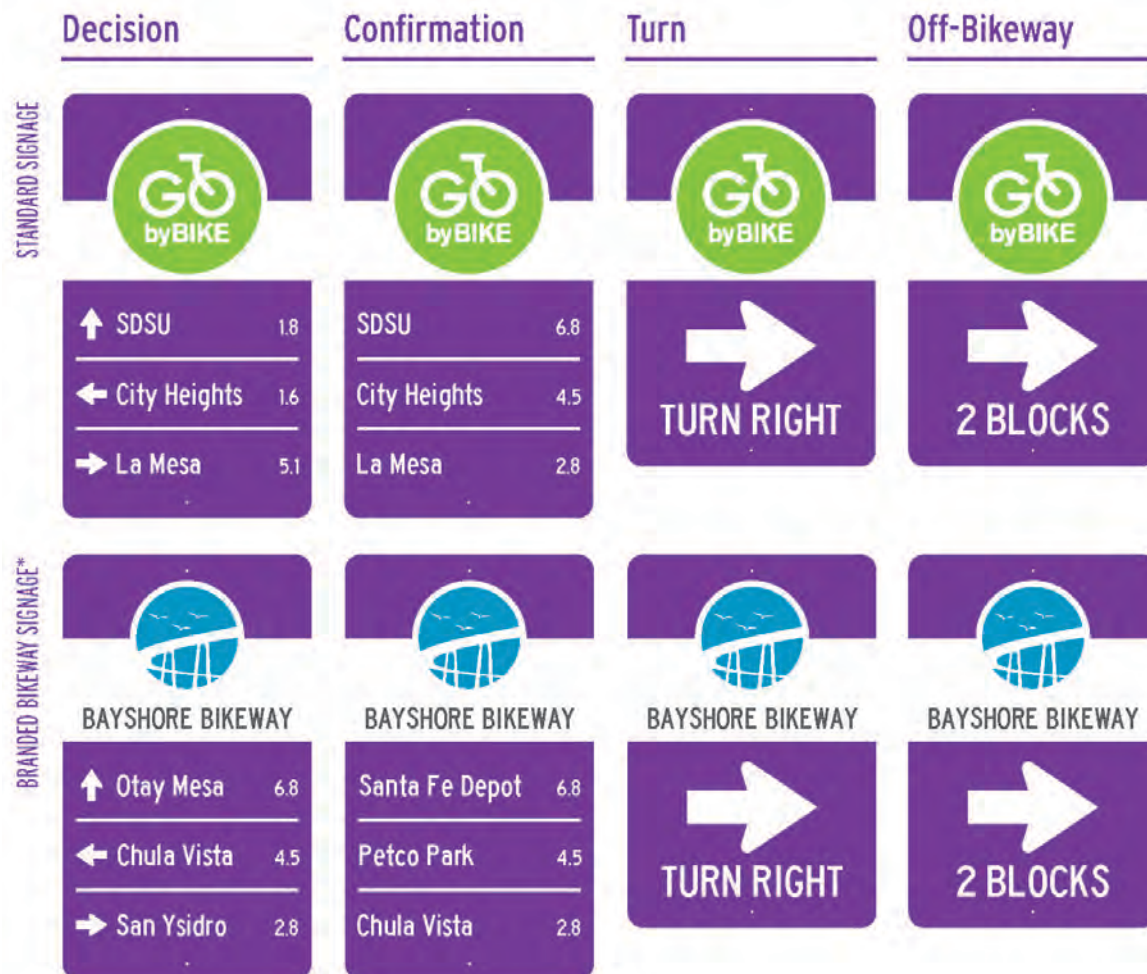 Decision
Confirmation
Turn
Off-Bikeway
STANDARD SIGNAGE
GO
byBIKE
SDSU 1.8
City Heights 1.6
La Mesa 5.1
GO
byBIKE
SDSU 6.8
City Heights 4.5
La Mesa 2.8
GO
byBIKE
TURN RIGHT
GO
byBIKE
2 BLOCKS
BRANDED BIKEWAY SIGNAGE*
BAYSHORE BIKEWAY
Otay Mesa 6.8
Chula Vista 4.5
San Ysidro 2.8
BAYSHORE BIKEWAY
Santa Fe Depot 6.8
Petco Park 4.5
Chula Vista 2.8
BAYSHORE BIKEWAY
TURN RIGHT
BAYSHORE BIKEWAY
2 BLOCKS